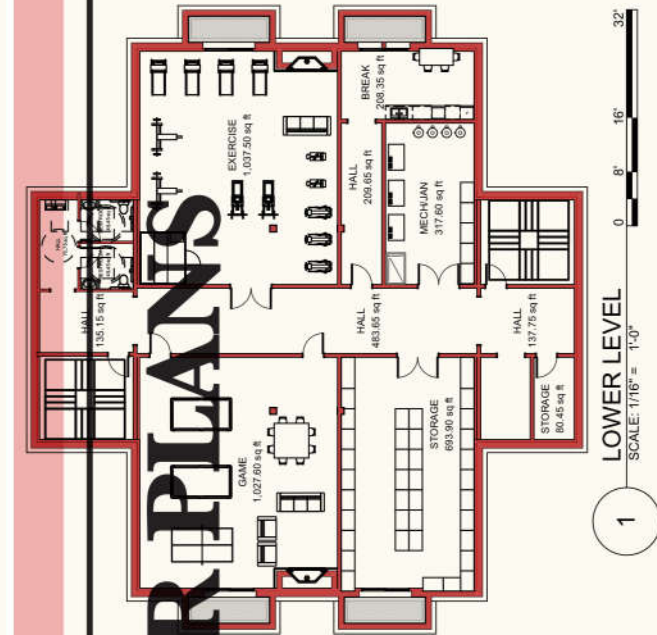 R PLANS
HALL
135.15 sq ft
HALL
EXERCISE
1,037.50 sq ft
GAME
1,027.60 sq ft
BREAK
208.35 sq ft
HALL
209.65 sq ft
MECH/JAN
317.60 sq ft
HALL
483.65 sq ft
STORAGE
693.90 sq ft
HALL
137.75 sq ft
STORAGE
80.45 sq ft
1
LOWER LEVEL
SCALE: 1/16" = 1'-0"
0 8' 16' 32'